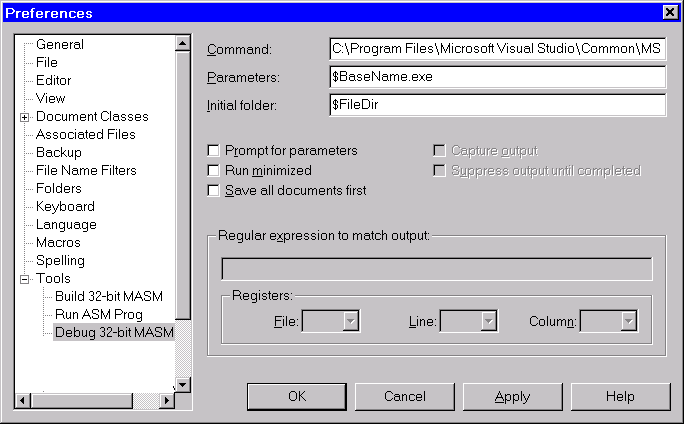 Preferences
General
File
Editor
View
Document Classes
Associated Files
Backup
File Name Filters
Folders
Keyboard
Language
Macros
Spelling
Tools
Build 32-bit MASM
Run ASM Prog
Debug 32-bit MASM
Command: C:\Program Files\Microsoft Visual Studio\Common\MS
Parameters: $BaseName.exe
Initial folder: $FileDir
Prompt for parameters Capture output
Run minimized Suppress output until completed
Save all documents first
Regular expression to match output:
Registers:
File: Line: Column:
OK Cancel Apply Help